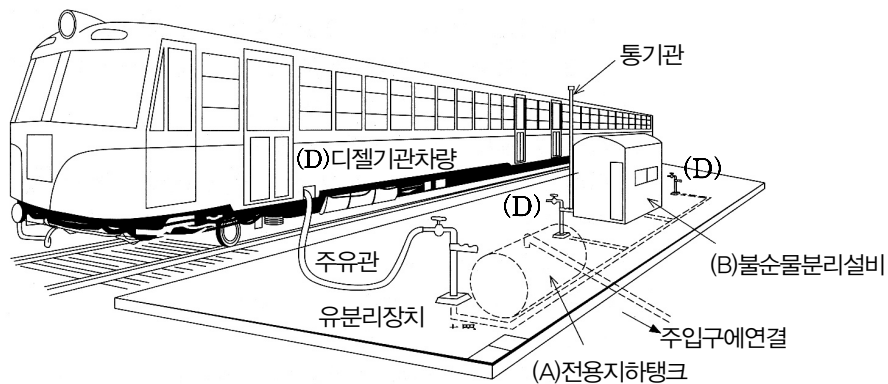 통기관
(D)디젤기관차량
(D)
(D)
주유관
(B)불순물분리설비
유분리장치
주입구에연결
(A)전용지하탱크